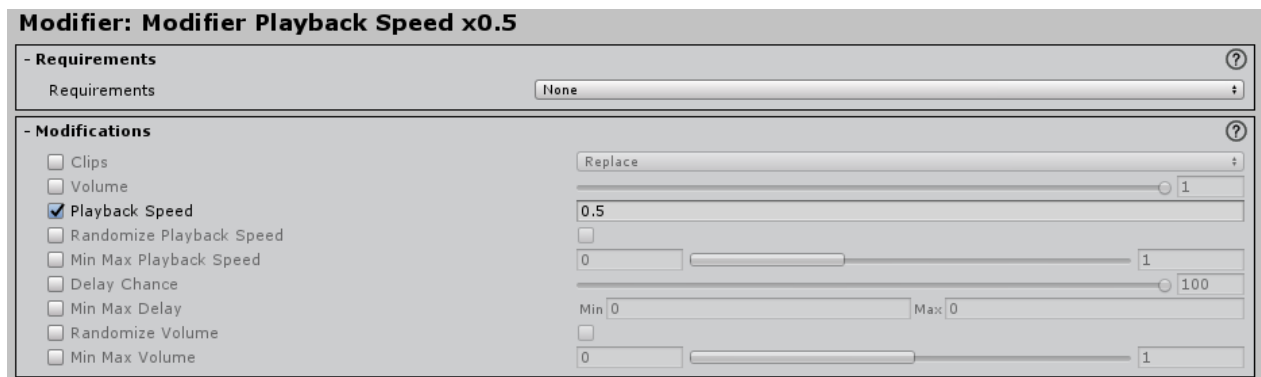 Modifier: Modifier Playback Speed x0.5
- Requirements ?
Requirements None
- Modifications ?
Clips Replace
Volume 1
Playback Speed 0.5
Randomize Playback Speed
Min Max Playback Speed 0 1
Delay Chance 100
Min Max Delay Min 0 Max 0
Randomize Volume
Min Max Volume 0 1